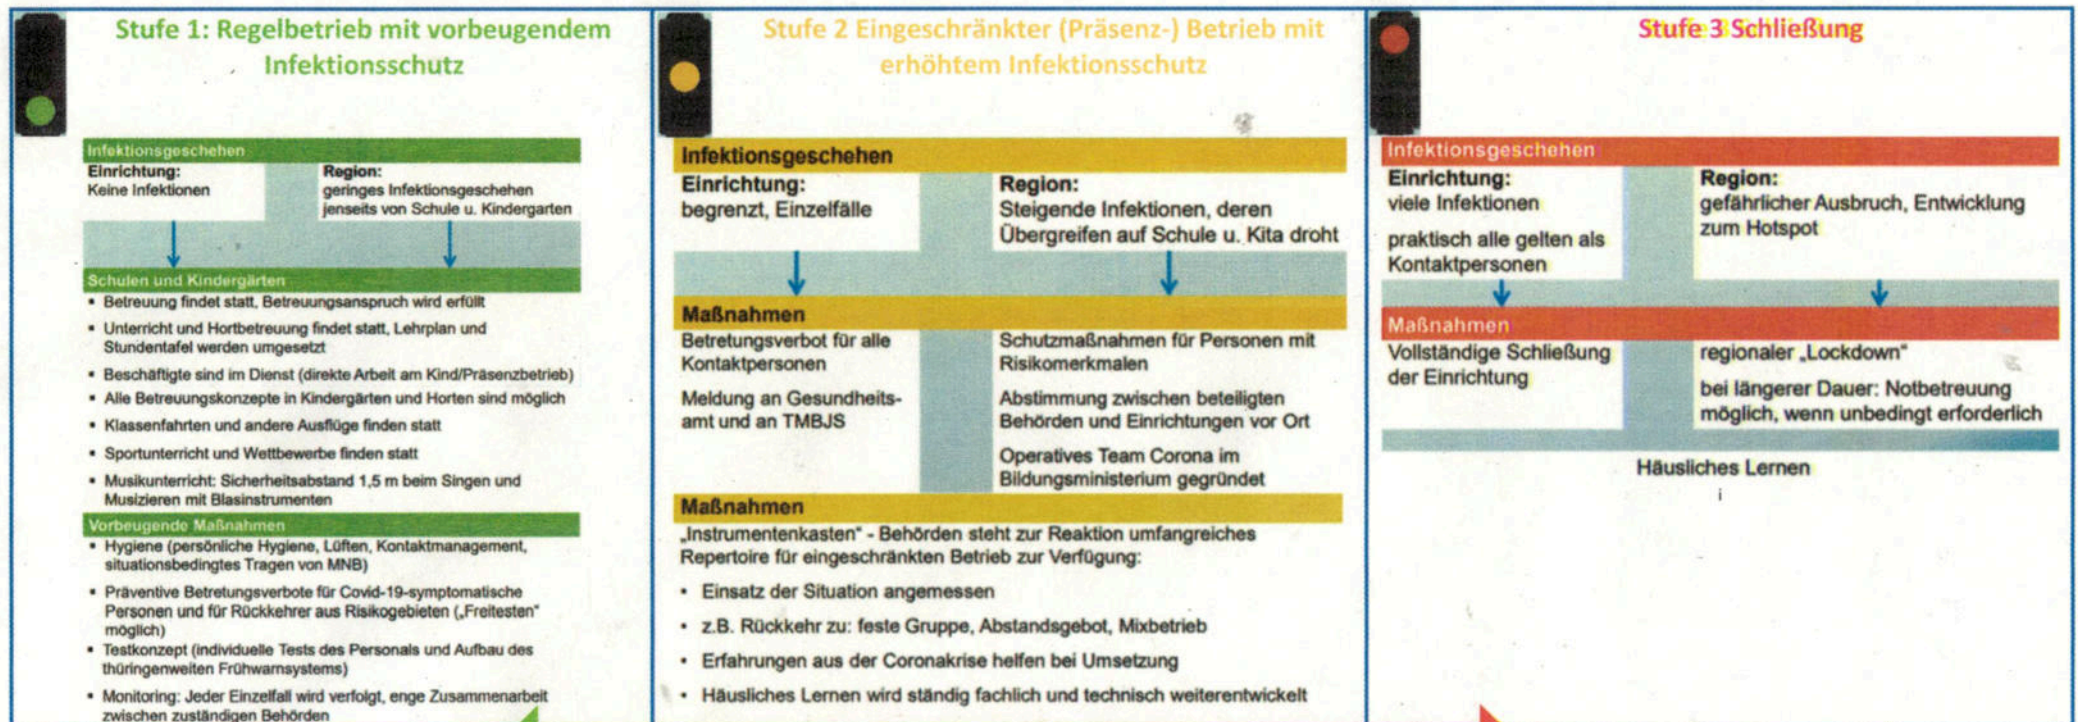 Stufe 1: Regelbetrieb mit vorbeugendem
Infektionsschutz
Infektionsgeschehen
Einrichtung:
Keine Infektionen
Region:
geringes Infektionsgeschehen
jenseits von Schule u. Kindergarten
Schulen und Kindergärten
▪ Betreuung findet statt, Betreuungsanspruch wird erfüllt
▪ Unterricht und Hortbetreuung findet statt, Lehrplan und
Stundentafel werden umgesetzt
▪ Beschäftigte sind im Dienst (direkte Arbeit am Kind/Präsenzbetrieb)
▪ Alle Betreuungskonzepte in Kindergärten und Horten sind möglich
▪ Klassenfahrten und andere Ausflüge finden statt
▪ Sportunterricht und Wettbewerbe finden statt
▪ Musikunterricht: Sicherheitsabstand 1,5 m beim Singen und
Musizieren mit Blasinstrumenten
Vorbeugende Maßnahmen
▪ Hygiene (persönliche Hygiene, Lüften, Kontaktmanagement,
situationsbedingtes Tragen von MNB)
▪ Präventive Betretungsverbote für Covid-19-symptomatische
Personen und für Rückkehrer aus Risikogebieten („Freitesten“
möglich)
▪ Testkonzept (individuelle Tests des Personals und Aufbau des
thüringenweiten Frühwarnsystems)
▪ Monitoring: Jeder Einzelfall wird verfolgt, enge Zusammenarbeit
zwischen zuständigen Behörden
Stufe 2 Eingeschränkter (Präsenz-) Betrieb mit
erhöhtem Infektionsschutz
Infektionsgeschehen
Einrichtung:
begrenzt, Einzelfälle
Region:
Steigende Infektionen, deren
Übergreifen auf Schule u. Kita droht
Maßnahmen
Betretungsverbot für alle
Kontaktpersonen
Meldung an Gesundheits-
amt und an TMBJS
Schutzmaßnahmen für Personen mit
Risikomerkmalen
Abstimmung zwischen beteiligten
Behörden und Einrichtungen vor Ort
Operatives Team Corona im
Bildungsministerium gegründet
Maßnahmen
„Instrumentenkasten“ - Behörden steht zur Reaktion umfangreiches
Repertoire für eingeschränkten Betrieb zur Verfügung:
• Einsatz der Situation angemessen
• z.B. Rückkehr zu: feste Gruppe, Abstandsgebot, Mixbetrieb
• Erfahrungen aus der Coronakrise helfen bei Umsetzung
• Häusliches Lernen wird ständig fachlich und technisch weiterentwickelt
Stufe 3 Schließung
Infektionsgeschehen
Einrichtung:
viele Infektionen
praktisch alle gelten als
Kontaktpersonen
Region:
gefährlicher Ausbruch, Entwicklung
zum Hotspot
Maßnahmen
Vollständige Schließung
der Einrichtung
regionaler „Lockdown“
bei längerer Dauer: Notbetreuung
möglich, wenn unbedingt erforderlich
Häusliches Lernen
i